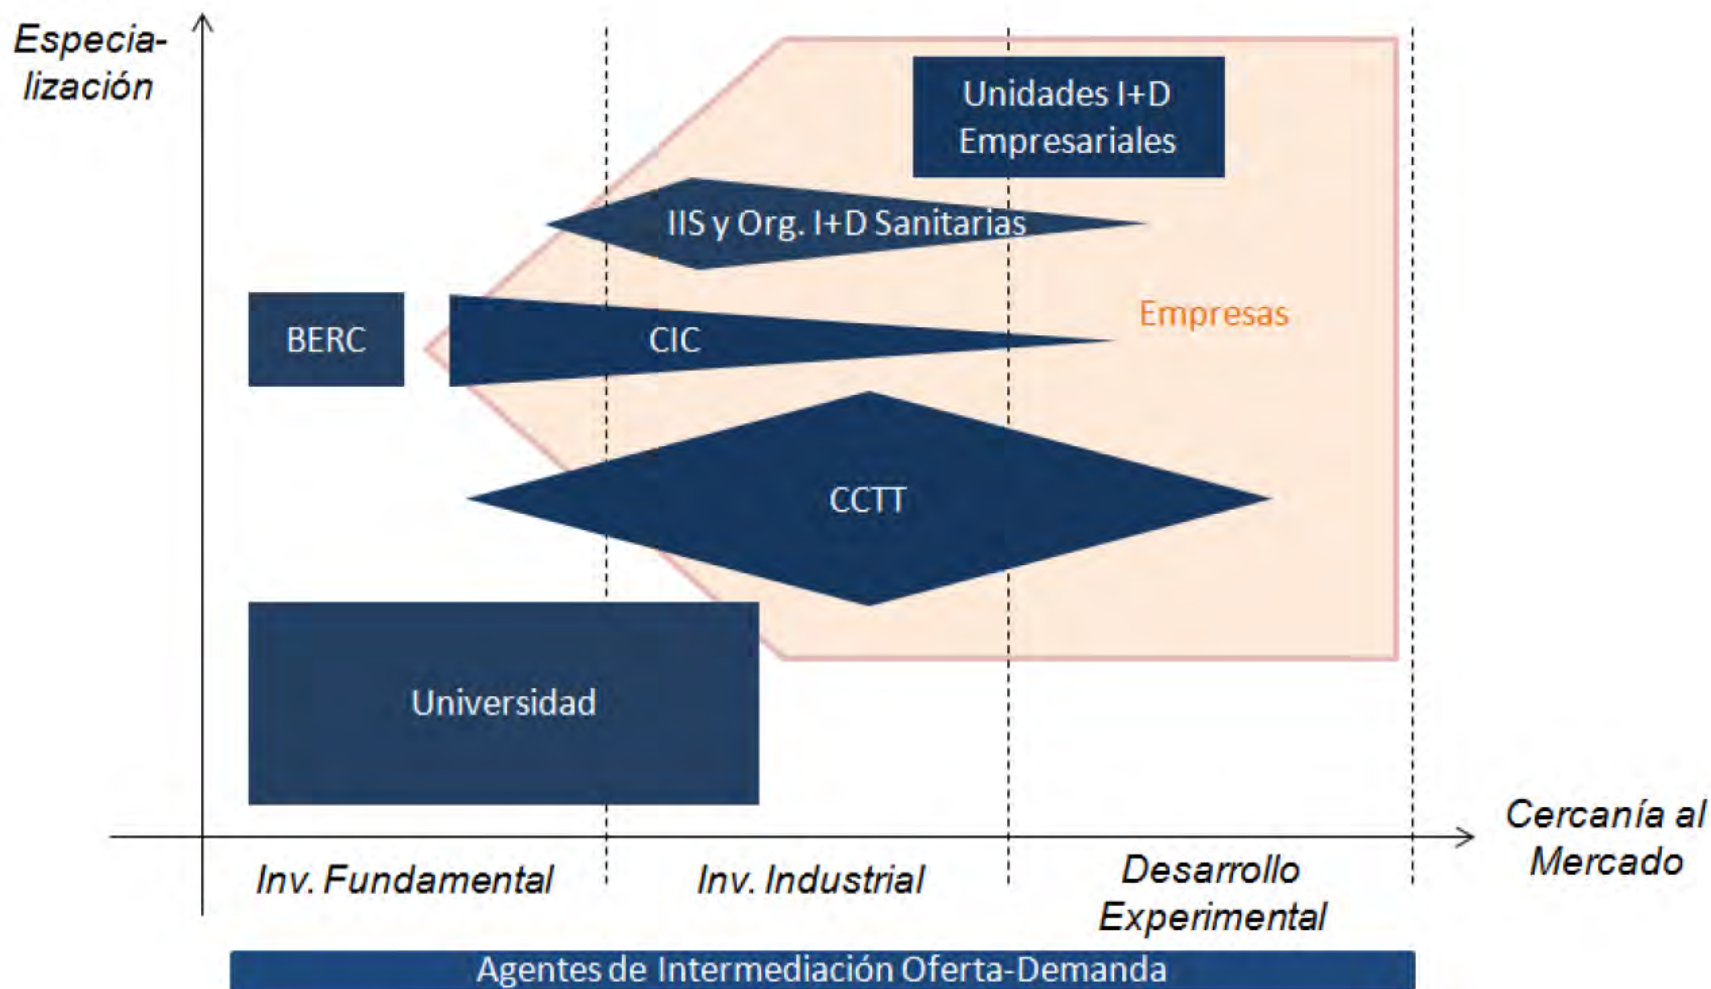 Especia-
lización
Unidades I+D
Empresariales
IIS y Org. I+D Sanitarias
Empresas
BERC
CIC
CCTT
Universidad
Cercanía al
Mercado
Inv. Fundamental
Inv. Industrial
Desarrollo
Experimental
Agentes de Intermediación Oferta-Demanda